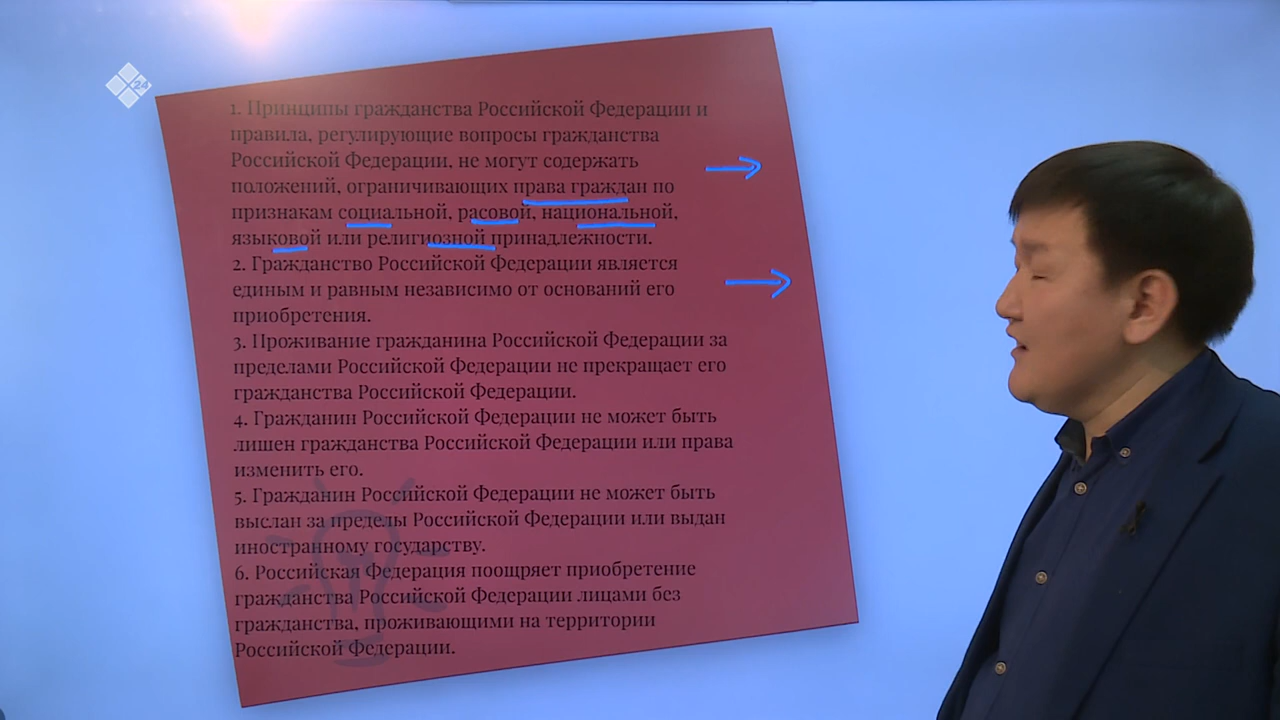 X24
1. Принципы гражданства Российской Федерации и
правила, регулирующие вопросы гражданства
Российской Федерации, не могут содержать
положений, ограничивающих права граждан по
признакам социальной, расовой, национальной,
языковой или религиозной принадлежности.
2. Гражданство Российской Федерации является
единым и равным независимо от оснований его
приобретения.
3. Проживание гражданина Российской Федерации за
пределами Российской Федерации не прекращает его
гражданства Российской Федерации.
4. Гражданин Российской Федерации не может быть
лишен гражданства Российской Федерации или права
изменить его.
5. Гражданин Российской Федерации не может быть
выслан за пределы Российской Федерации или выдан
иностранному государству.
6. Российская Федерация поощряет приобретение
гражданства Российской Федерации лицами без
гражданства, проживающими на территории
Российской Федерации.